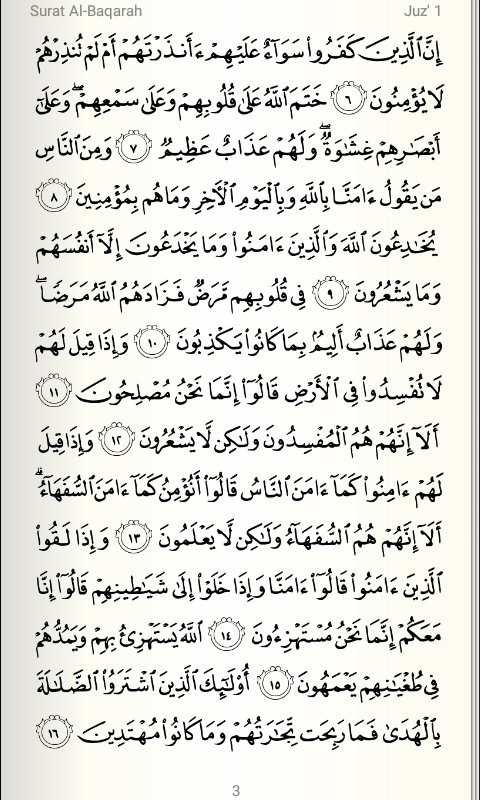 Surat Al-Baqarah
Juz' 1
إِنَّ ٱلَّذِينَ كَفَرُوا۟ سَوَآءٌ عَلَيْهِمْ ءَأَنذَرْتَهُمْ أَمْ لَمْ تُنذِرْهُمْ
لَا يُؤْمِنُونَ ٦ خَتَمَ ٱللَّهُ عَلَىٰ قُلُوبِهِمْ وَعَلَىٰ سَمْعِهِمْ ۖ وَعَلَىٰٓ
أَبْصَٰرِهِمْ غِشَٰوَةٌ ۖ وَلَهُمْ عَذَابٌ عَظِيمٌ ٧ وَمِنَ ٱلنَّاسِ
مَن يَقُولُ ءَامَنَّا بِٱللَّهِ وَبِٱلْيَوْمِ ٱلْـَٔاخِرِ وَمَا هُم بِمُؤْمِنِينَ ٨
يُخَٰدِعُونَ ٱللَّهَ وَٱلَّذِينَ ءَامَنُوا۟ وَمَا يَخْدَعُونَ إِلَّآ أَنفُسَهُمْ
وَمَا يَشْعُرُونَ ٩ فِى قُلُوبِهِم مَّرَضٌ فَزَادَهُمُ ٱللَّهُ مَرَضًا ۖ
وَلَهُمْ عَذَابٌ أَلِيمٌۢ بِمَا كَانُوا۟ يَكْذِبُونَ ١٠ وَإِذَا قِيلَ لَهُمْ
لَا تُفْسِدُوا۟ فِى ٱلْأَرْضِ قَالُوٓا۟ إِنَّمَا نَحْنُ مُصْلِحُونَ ١١
أَلَآ إِنَّهُمْ هُمُ ٱلْمُفْسِدُونَ وَلَٰكِن لَّا يَشْعُرُونَ ١٢ وَإِذَا قِيلَ
لَهُمْ ءَامِنُوا۟ كَمَآ ءَامَنَ ٱلنَّاسُ قَالُوٓا۟ أَنُؤْمِنُ كَمَآ ءَامَنَ ٱلسُّفَهَآءُ ۗ
أَلَآ إِنَّهُمْ هُمُ ٱلسُّفَهَآءُ وَلَٰكِن لَّا يَعْلَمُونَ ١٣ وَإِذَا لَقُوا۟
ٱلَّذِينَ ءَامَنُوا۟ قَالُوٓا۟ ءَامَنَّا وَإِذَا خَلَوْا۟ إِلَىٰ شَيَٰطِينِهِمْ قَالُوٓا۟ إِنَّا
مَعَكُمْ إِنَّمَا نَحْنُ مُسْتَهْزِءُونَ ١٤ ٱللَّهُ يَسْتَهْزِئُ بِهِمْ وَيَمُدُّهُمْ
فِى طُغْيَٰنِهِمْ يَعْمَهُونَ ١٥ أُو۟لَٰٓئِكَ ٱلَّذِينَ ٱشْتَرَوُا۟ ٱلضَّلَٰلَةَ
بِٱلْهُدَىٰ فَمَا رَبِحَت تِّجَٰرَتُهُمْ وَمَا كَانُوا۟ مُهْتَدِينَ ١٦
3